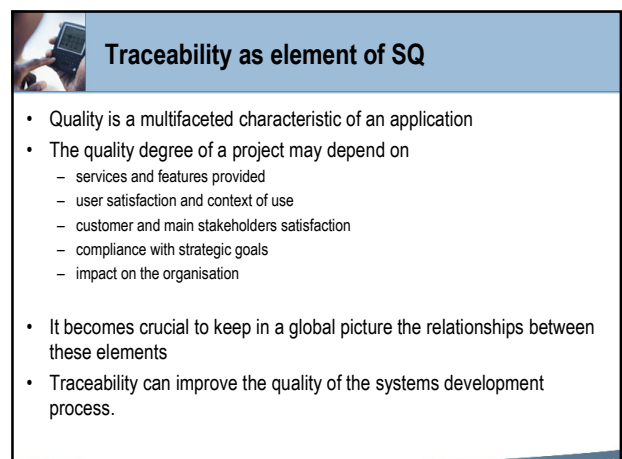 Traceability as element of SQ
• Quality is a multifaceted characteristic of an application
• The quality degree of a project may depend on
– services and features provided
– user satisfaction and context of use
– customer and main stakeholders satisfaction
– compliance with strategic goals
– impact on the organisation
• It becomes crucial to keep in a global picture the relationships between
these elements
• Traceability can improve the quality of the systems development
process.